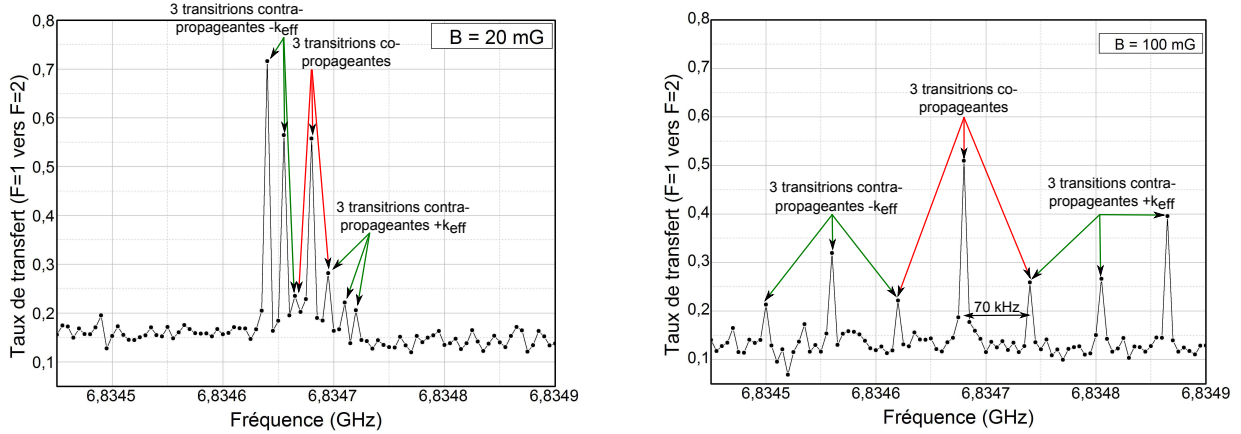 3 transitrions contra-
propageantes -keff
3 transitrions co-
propageantes
B = 20 mG
3 transitrions contra-
propageantes +keff
0,8
0,7
0,6
0,5
0,4
0,3
0,2
0,1
Taux de transfert (F=1 vers F=2)
6,8345
6,8346
6,8347
6,8348
6,8349
Fréquence (GHz)
B = 100 mG
3 transitrions co-
propageantes
3 transitrions contra-
propageantes -keff
3 transitions contra-
propageantes +keff
70 kHz
0,8
0,7
0,6
0,5
0,4
0,3
0,2
0,1
Taux de transfert (F=1 vers F=2)
6,8345
6,8346
6,8347
6,8348
6,8349
Fréquence (GHz)